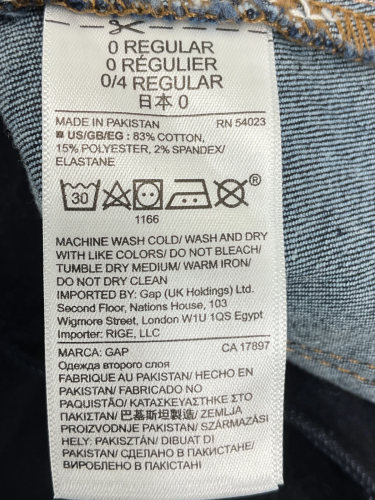 0 REGULAR
0 RÉGULIER
0/4 REGULAR
日本 0
MADE IN PAKISTAN RN 54023
US/GB/EG : 83% COTTON,
15% POLYESTER, 2% SPANDEX/
ELASTANE
30
®
1166
MACHINE WASH COLD/ WASH AND DRY
WITH LIKE COLORS/ DO NOT BLEACH/
TUMBLE DRY MEDIUM/ WARM IRON/
DO NOT DRY CLEAN
IMPORTED BY: Gap (UK Holdings) Ltd.
Second Floor, Nations House, 103
Wigmore Street, London W1U 1QS Egypt
Importer: RIGE, LLC
MARCA: GAP CA 17897
Одежда второго слоя
FABRIQUE AU PAKISTAN/ HECHO EN
PAKISTAN/ FABRICADO NO
PAQUISTÃO/ ΚΑΤΑΣΚΕΥΑΣΤΗΚΕ ΣΤΟ
ΠΑΚΙΣΤΑΝ/ 巴基斯坦製造/ ZEMLJA
PROIZVODNJE PAKISTAN/ SZÁRMAZÁSI
HELY: PAKISZTÁN/ DIBUAT DI
PAKISTAN/ СДЕЛАНО В ПАКИСТАНЕ/
ВИРОБЛЕНО В ПАКІСТАНІ